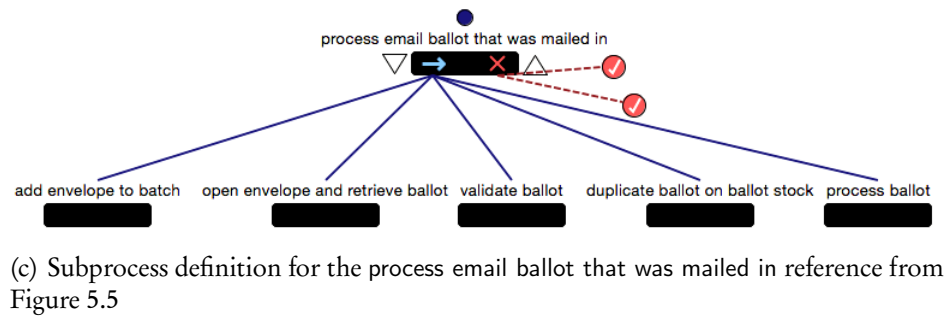 process email ballot that was mailed in
add envelope to batch open envelope and retrieve ballot validate ballot duplicate ballot on ballot stock process ballot
(c) Subprocess definition for the process email ballot that was mailed in reference from
Figure 5.5